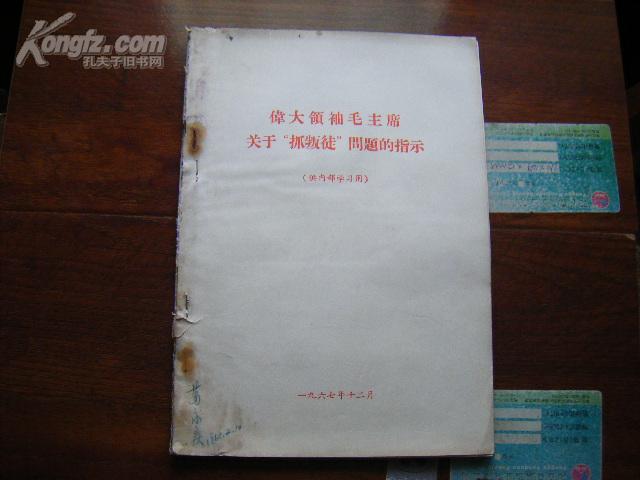 Kongfz.com
孔夫子旧书网
偉大領袖毛主席
关于“抓叛徒”問題的指示
（供内部学习用）
一九六七年十二月